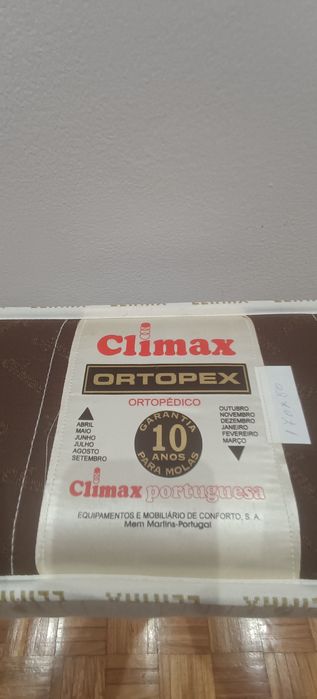 Climax
ORTOPEX
ORTOPÉDICO
GARANTIA
10
ANOS
PARA MOLAS
ABRIL
MAIO
JUNHO
JULHO
AGOSTO
SETEMBRO
OUTUBRO
NOVEMBRO
DEZEMBRO
JANEIRO
FEVEREIRO
MARÇO
Climax portuguesa
EQUIPAMENTOS E MOBILIÁRIO DE CONFORTO, S. A.
Mem Martins-Portugal